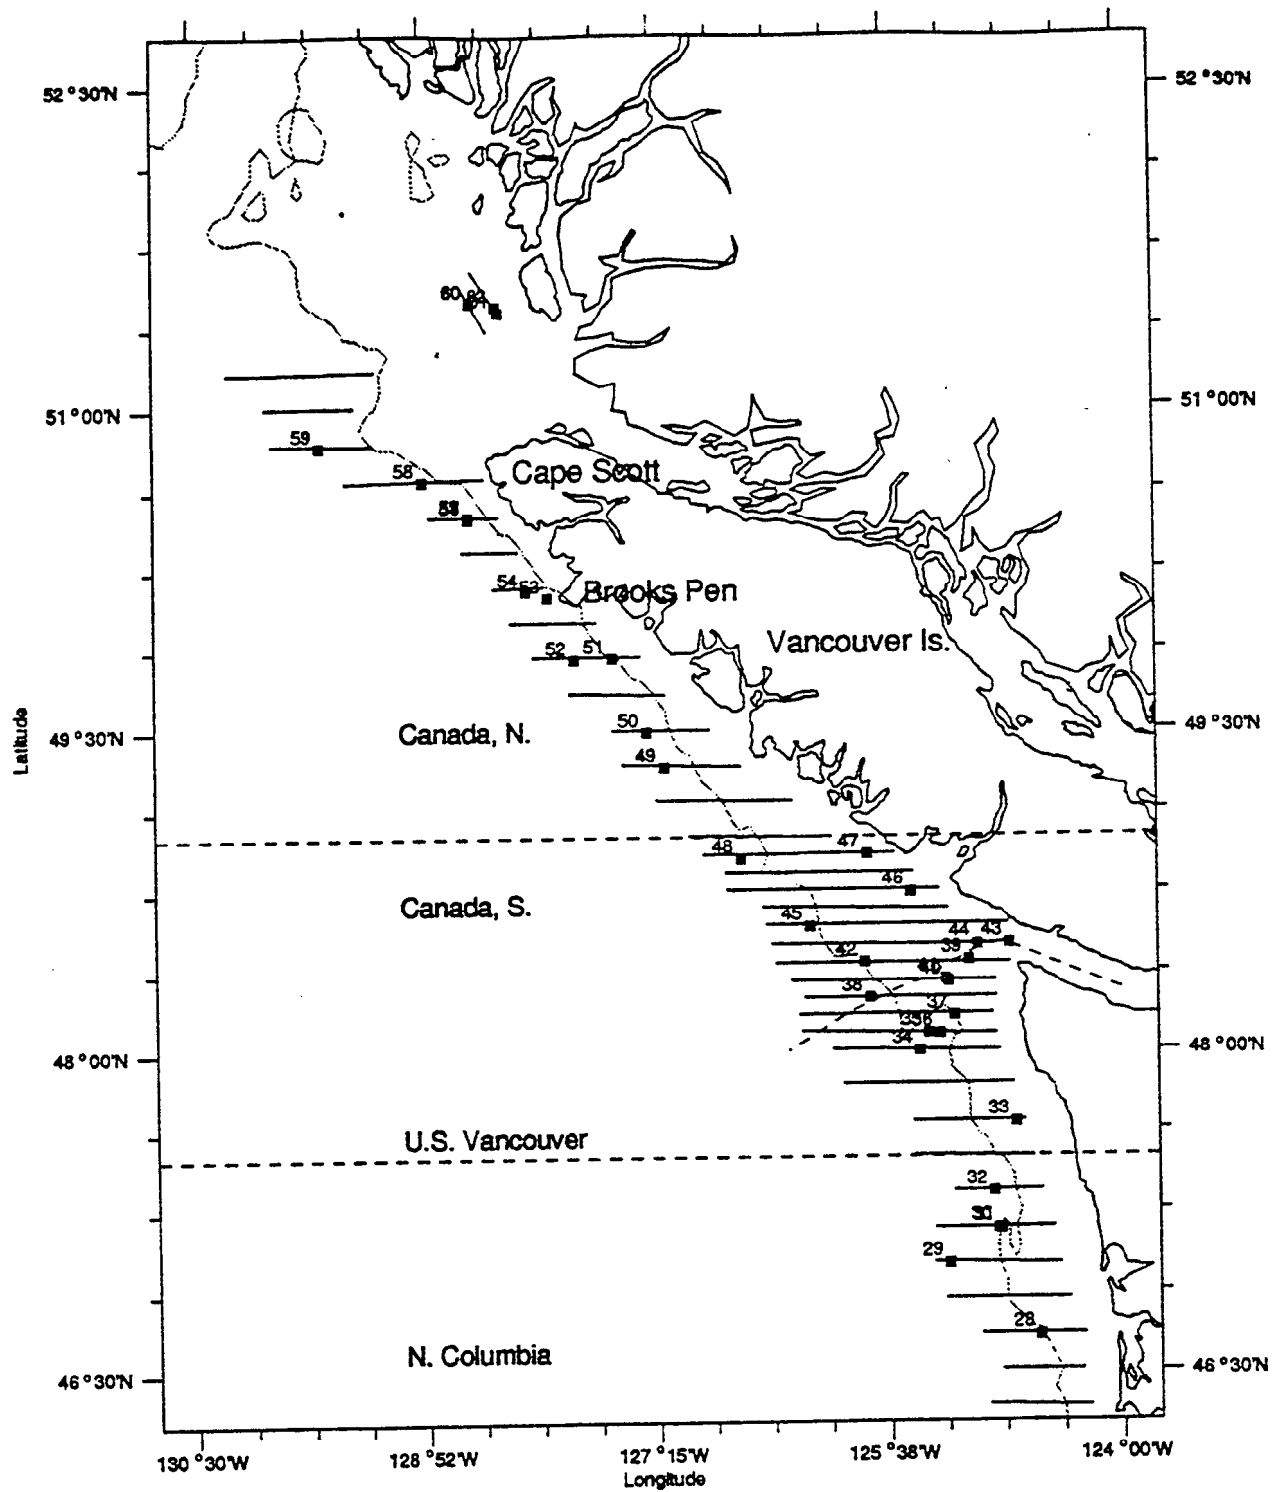 52 °30'N
52 °30'N
60
51 °00'N
51 °00'N
59
58
Cape Scott
54 53
Brooks Pen
Vancouver Is.
52 51
49 °30'N
49 °30'N
50
Canada, N.
Latitude
49
48 47
46
Canada, S.
45
44 43
42 39
38
37
34
48 °00'N
48 °00'N
33
U.S. Vancouver
32
29
28
N. Columbia
46 °30'N
46 °30'N
130 °30'W 128 °52'W 127 °15'W 125 °38'W 124 °00'W
Longitude